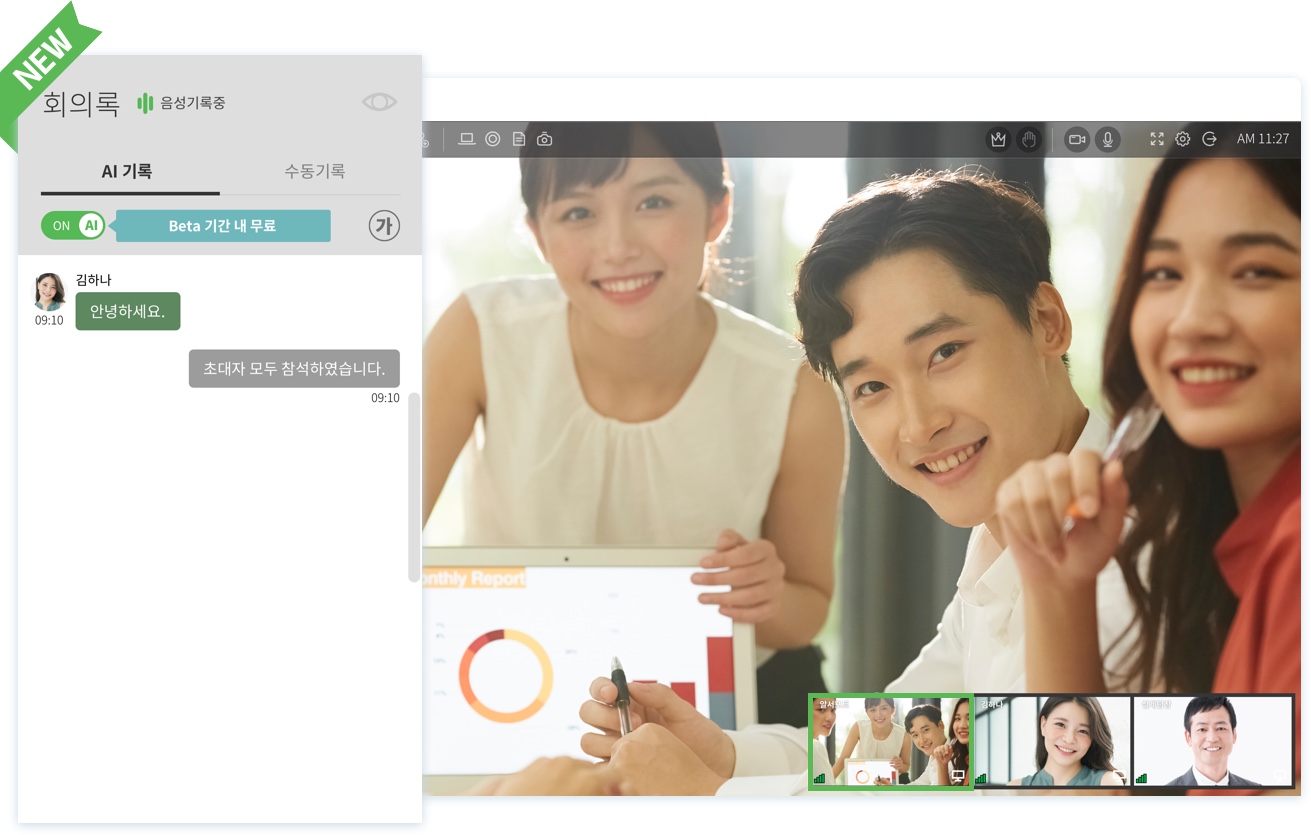 NEW
회의록
음성기록중
AI 기록
수동기록
ON
AI
Beta 기간 내 무료
가
김하나
안녕하세요.
09:10
초대자 모두 참석하였습니다.
09:10
AM 11:27
onthly Report
김하나